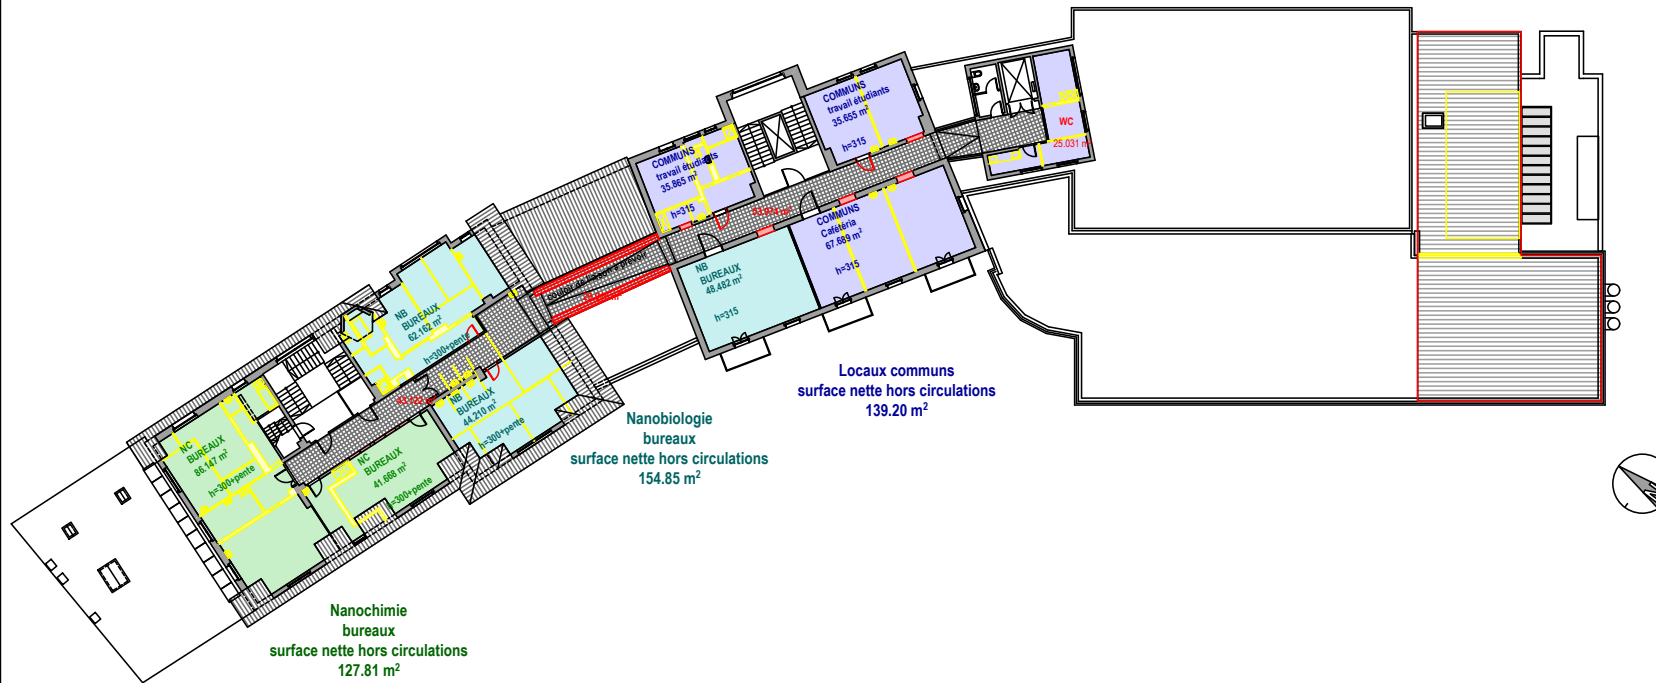 COMMUNS
travail étudiants
35.655 m²
h=315
WC
25.031 m
COMMUNS
travail étudiants
35.865 m²
h=315
COMMUNS
Cafétéria
67.689 m²
h=315
NB
BUREAUX
48.482 m²
h=315
couloir de liaison à prévoir
NB
BUREAUX
62.162 m²
h=300+pente
NB
BUREAUX
44.210 m²
h=300+pente
NC
BUREAUX
86.147 m²
h=300+pente
NC
BUREAUX
41.668 m²
h=300+pente
Locaux communs
surface nette hors circulations
139.20 m²
Nanobiologie
bureaux
surface nette hors circulations
154.85 m²
Nanochimie
bureaux
surface nette hors circulations
127.81 m²